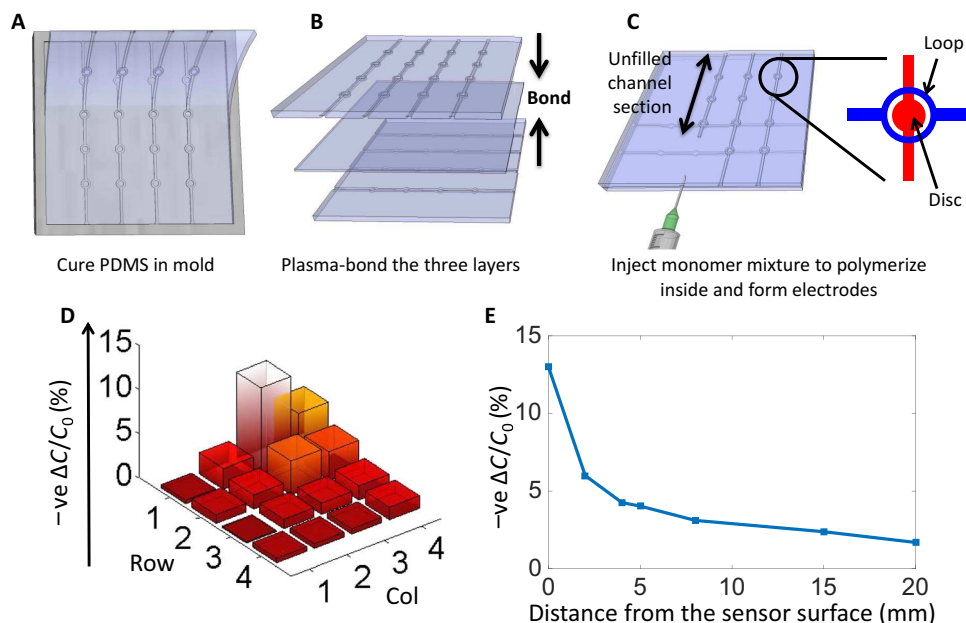 A
B
C
Unfilled
channel
section
Bond
Loop
Disc
Cure PDMS in mold
Plasma-bond the three layers
Inject monomer mixture to polymerize
inside and form electrodes
D
−ve ΔC/C₀ (%)
15
10
5
0
1
2
3
4
Row
1
2
3
4
Col
E
−ve ΔC/C₀ (%)
15
10
5
0
0
5
10
15
20
Distance from the sensor surface (mm)